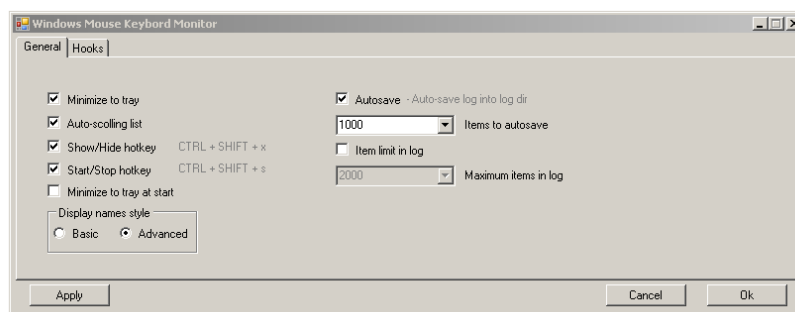 Windows Mouse Keybord Monitor
General Hooks
Minimize to tray
Auto-scolling list
Show/Hide hotkey CTRL + SHIFT + x
Start/Stop hotkey CTRL + SHIFT + s
Minimize to tray at start
Display names style
Basic Advanced
Autosave - Auto-save log into log dir
1000 Items to autosave
Item limit in log
2000 Maximum items in log
Apply Cancel Ok